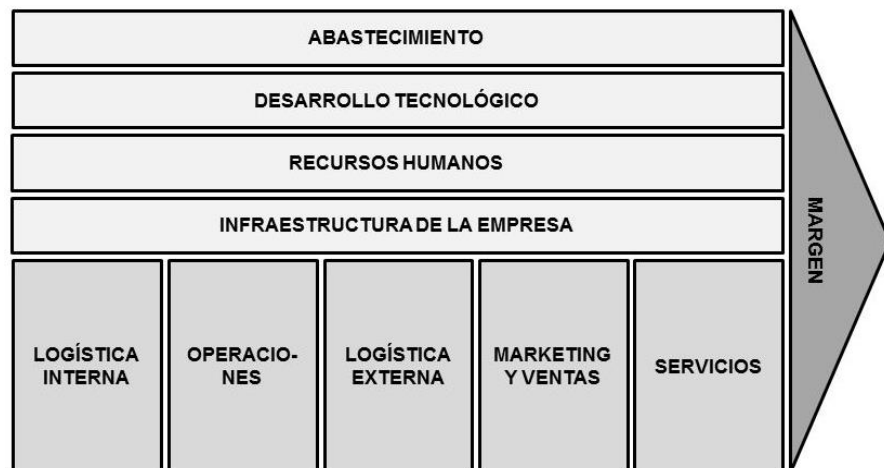 ABASTECIMIENTO
DESARROLLO TECNOLÓGICO
RECURSOS HUMANOS
INFRAESTRUCTURA DE LA EMPRESA
MARGEN
LOGÍSTICA
INTERNA
OPERACIO-
NES
LOGÍSTICA
EXTERNA
MARKETING
Y VENTAS
SERVICIOS